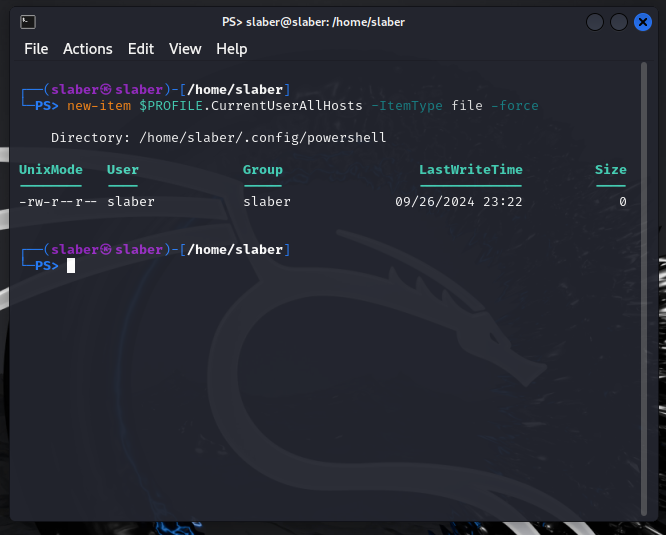 PS> slaber@slaber: /home/slaber
File Actions Edit View Help
┌──(slaber㉿slaber)-[/home/slaber]
└─PS> new-item $PROFILE.CurrentUserAllHosts -ItemType file -force
Directory: /home/slaber/.config/powershell
UnixMode User Group LastWriteTime Size
-------- ---- ----- ------------- ----
-rw-r--r-- slaber slaber 09/26/2024 23:22 0
┌──(slaber㉿slaber)-[/home/slaber]
└─PS>